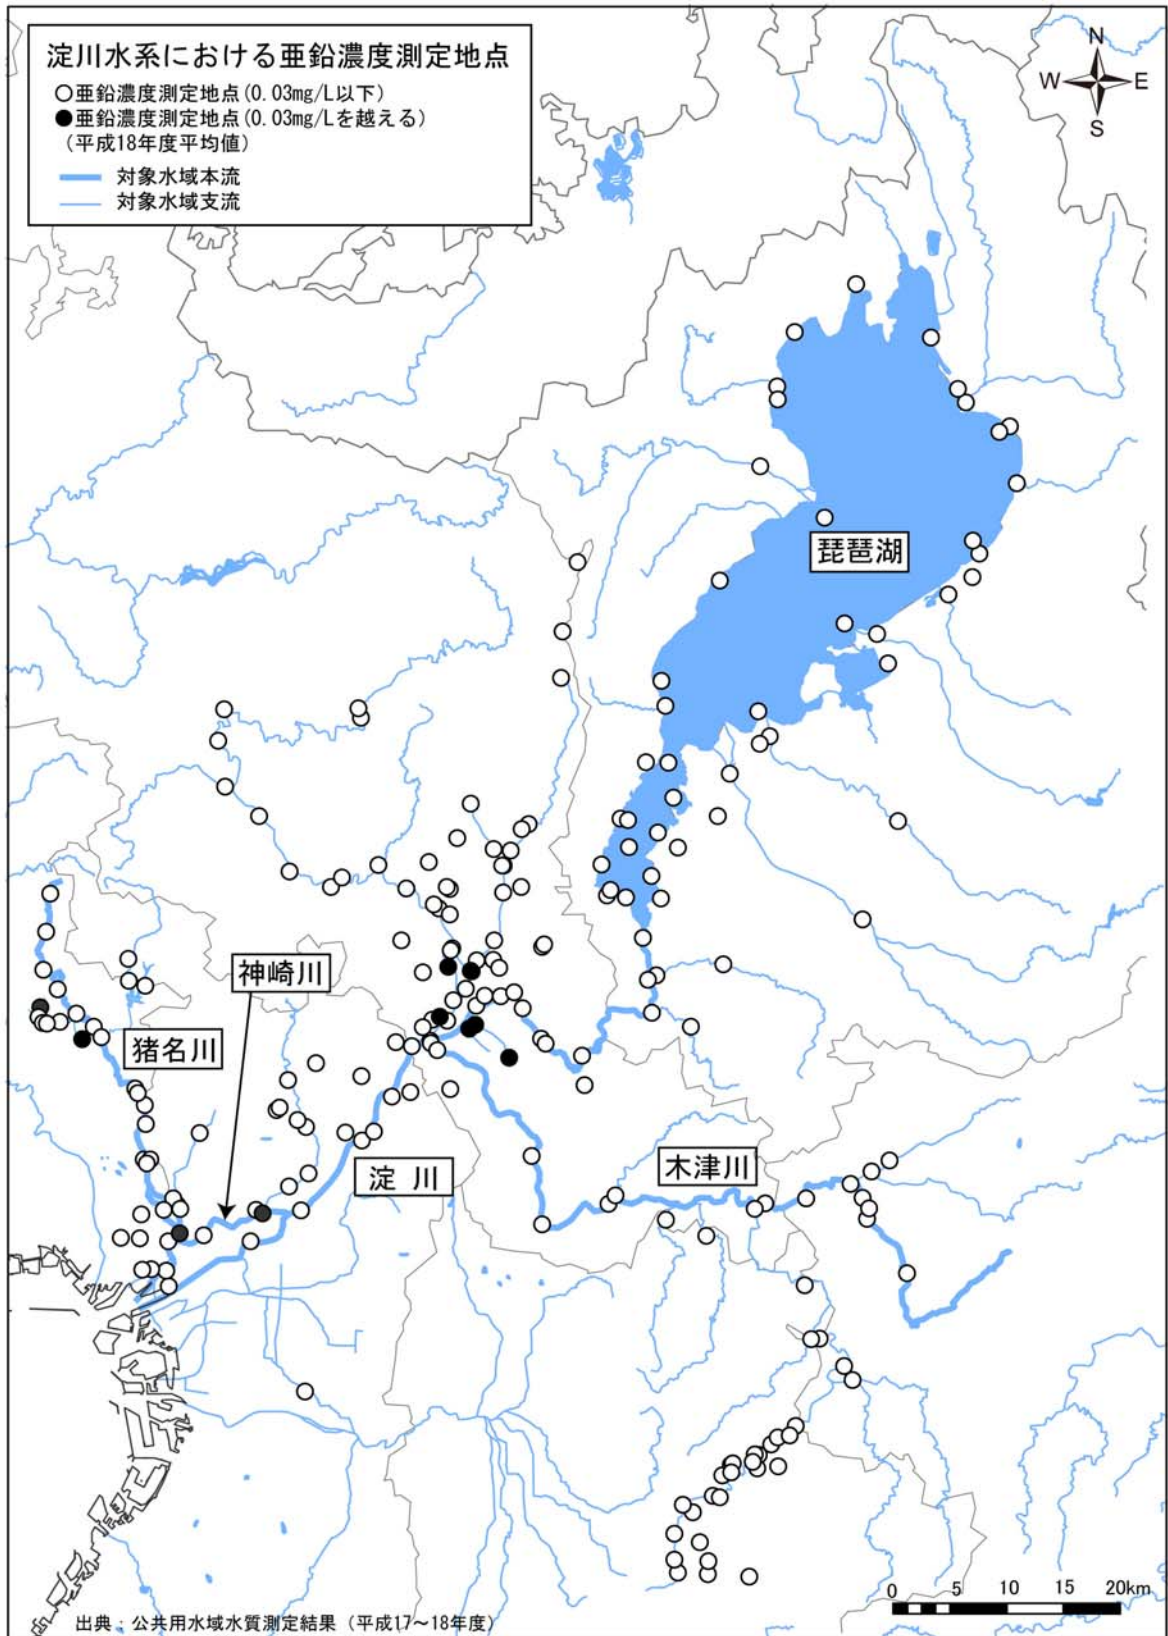 淀川水系における亜鉛濃度測定地点
○亜鉛濃度測定地点(0.03mg/L以下)
●亜鉛濃度測定地点(0.03mg/Lを越える)
(平成18年度平均値)
対象水域本流
対象水域支流
N
W E
S
琵琶湖
神崎川
猪名川
淀 川
木津川
0 5 10 15 20km
出典：公共用水域水質測定結果（平成17～18年度）